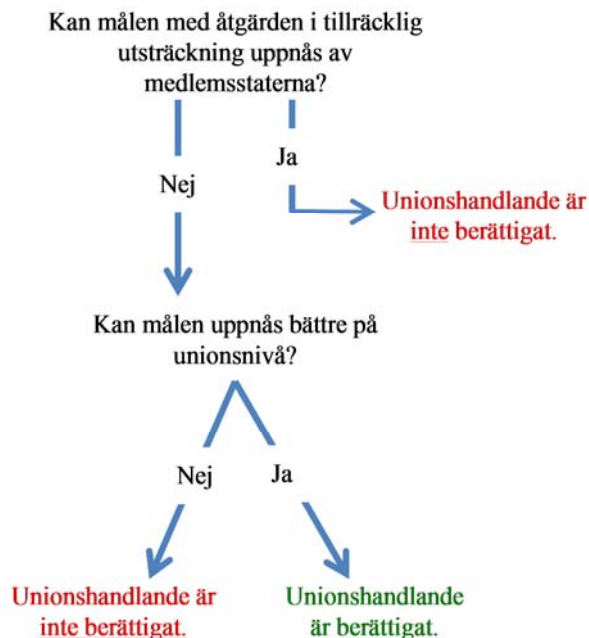 Kan målen med åtgärden i tillräcklig
utsträckning uppnås av
medlemsstaterna?
Ja
Nej
Unionshandlande är
inte berättigat.
Kan målen uppnås bättre på
unionsnivå?
Nej
Ja
Unionshandlande är
inte berättigat.
Unionshandlande
är berättigat.